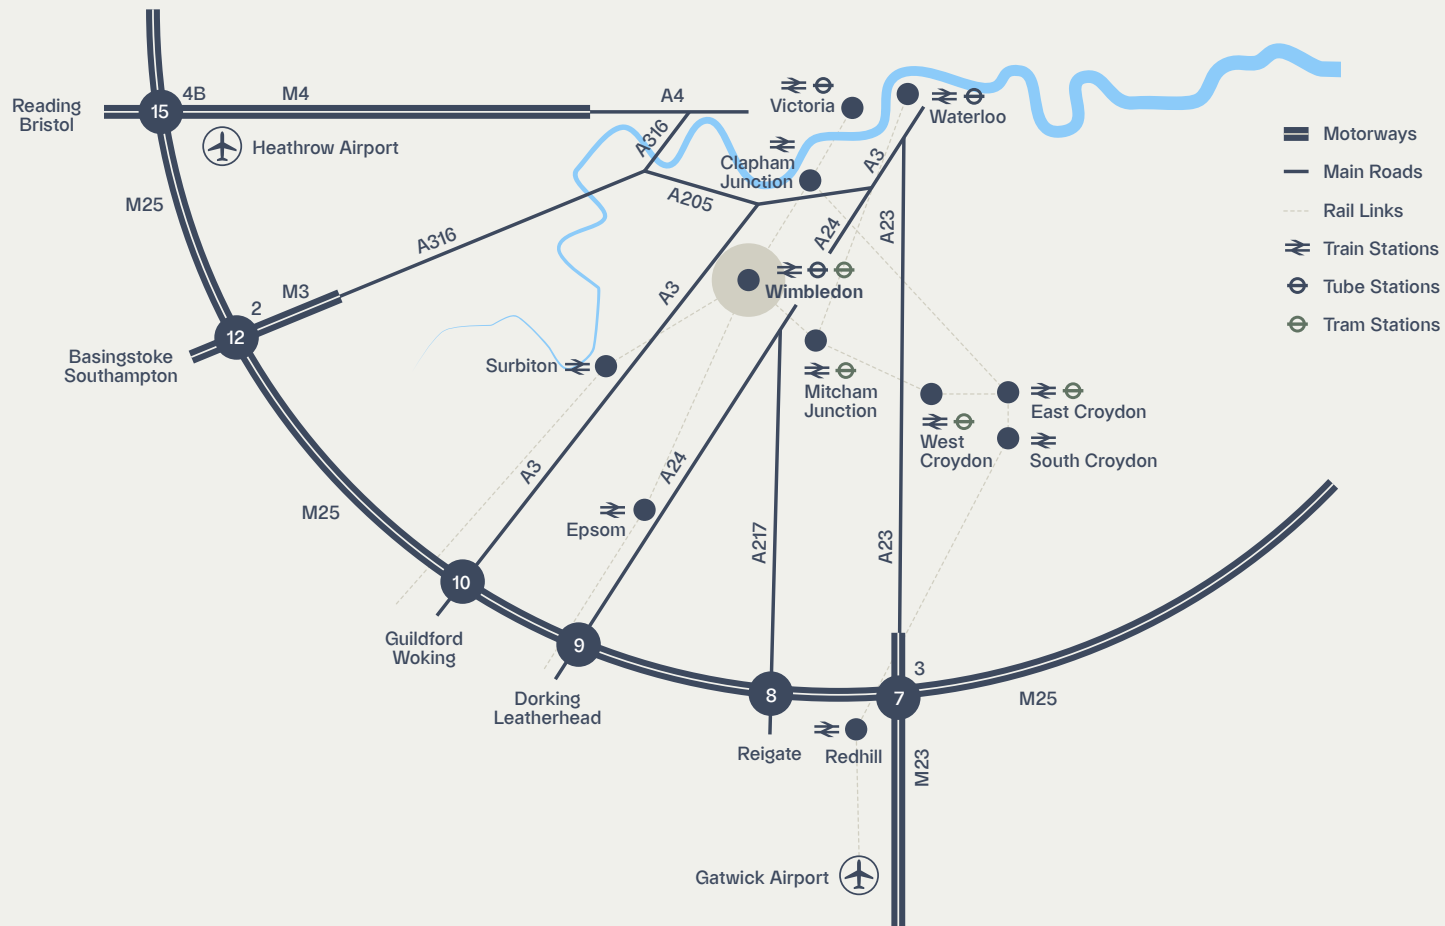 Reading
Bristol
15
4B
M4
A4
Heathrow Airport
M25
A316
A316
A205
Victoria
Waterloo
Clapham
Junction
A3
A24
A23
Motorways
Main Roads
Rail Links
Train Stations
Tube Stations
Tram Stations
M3
2
12
Basingstoke
Southampton
A3
Wimbledon
Surbiton
Mitcham
Junction
West
Croydon
East Croydon
South Croydon
M25
A3
A24
Epsom
A217
A23
10
Guildford
Woking
9
Dorking
Leatherhead
8
Reigate
3
7
M25
Redhill
M23
Gatwick Airport